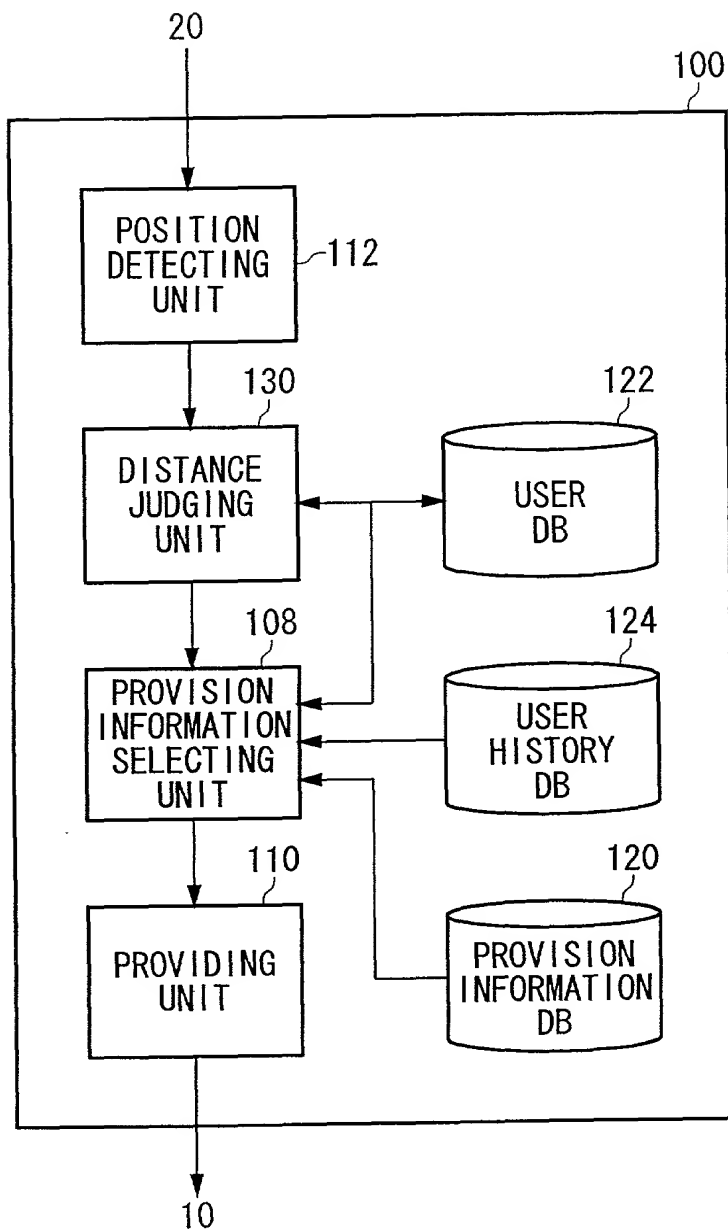 20
100
POSITION
DETECTING
UNIT
112
130
DISTANCE
JUDGING
UNIT
122
USER
DB
108
PROVISION
INFORMATION
SELECTING
UNIT
124
USER
HISTORY
DB
110
PROVIDING
UNIT
120
PROVISION
INFORMATION
DB
10